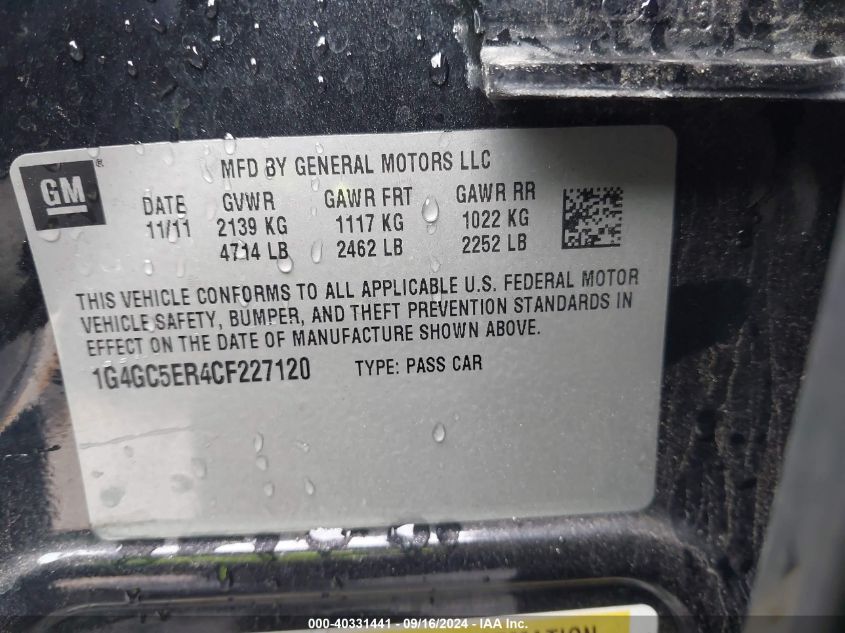 MFD BY GENERAL MOTORS LLC
GM ®
DATE GVWR GAWR FRT GAWR RR
11/11 2139 KG 1117 KG 1022 KG
4714 LB 2462 LB 2252 LB
THIS VEHICLE CONFORMS TO ALL APPLICABLE U.S. FEDERAL MOTOR
VEHICLE SAFETY, BUMPER, AND THEFT PREVENTION STANDARDS IN
EFFECT ON THE DATE OF MANUFACTURE SHOWN ABOVE.
1G4GC5ER4CF227120 TYPE: PASS CAR
000-40331441 - 09/16/2024 - IAA Inc.